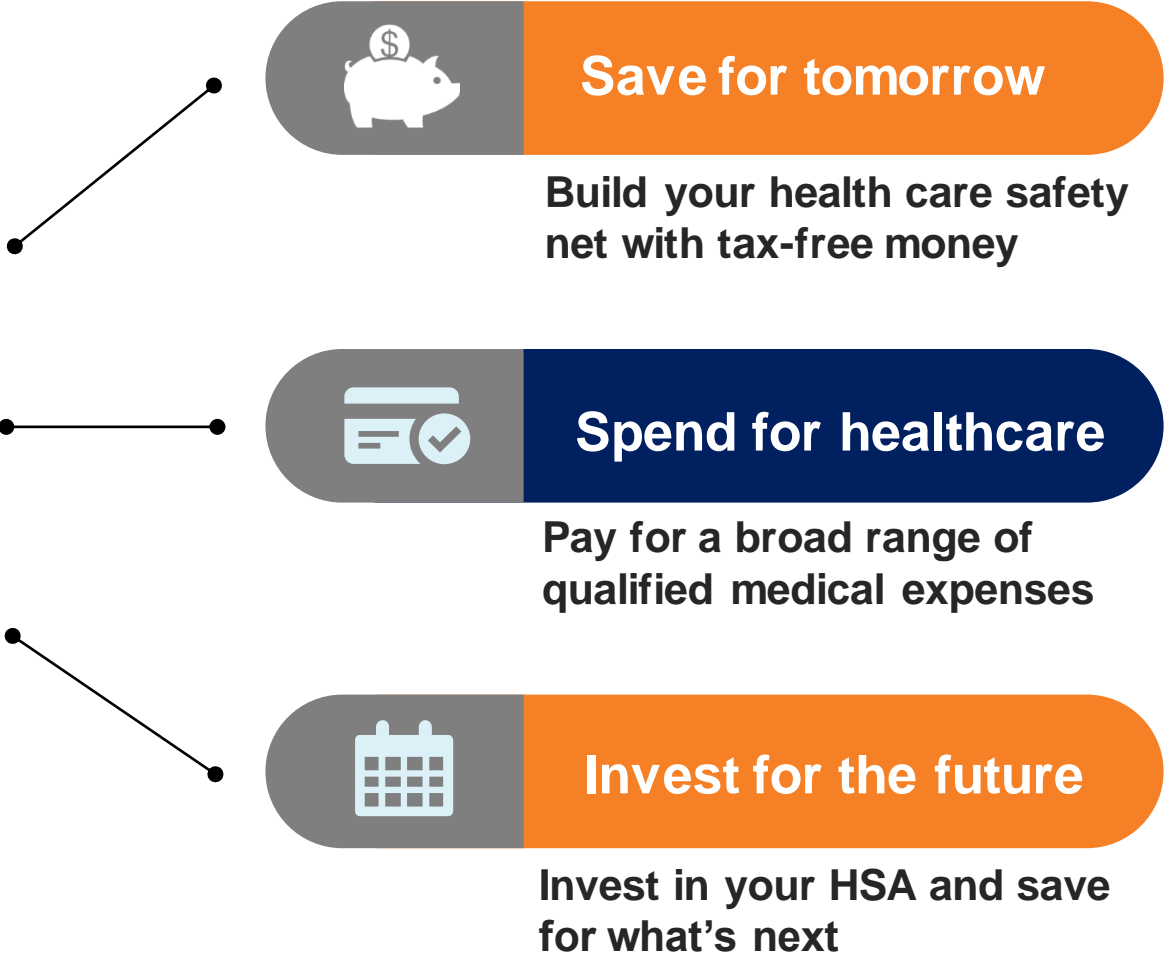 $
Save for tomorrow
Build your health care safety
net with tax-free money
Spend for healthcare
Pay for a broad range of
qualified medical expenses
Invest for the future
Invest in your HSA and save
for what’s next